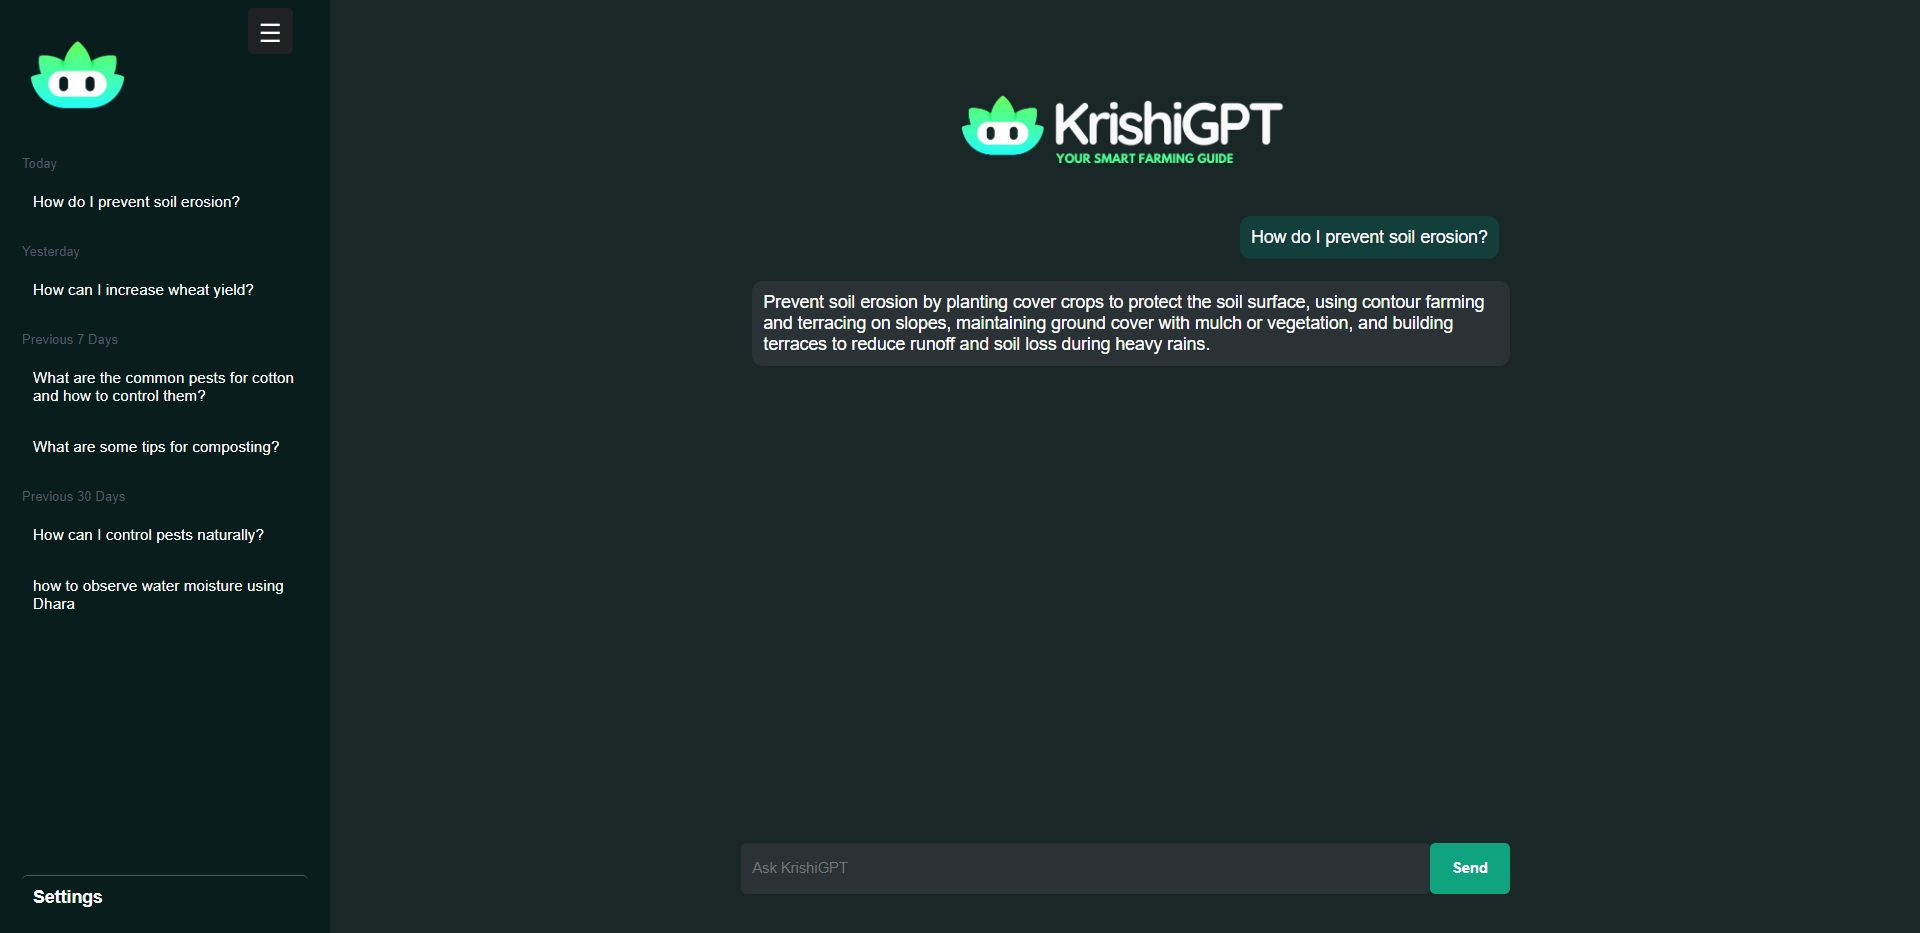 ☰
Today
How do I prevent soil erosion?
Yesterday
How can I increase wheat yield?
Previous 7 Days
What are the common pests for cotton
and how to control them?
What are some tips for composting?
Previous 30 Days
How can I control pests naturally?
how to observe water moisture using
Dhara
Settings
KrishiGPT
YOUR SMART FARMING GUIDE
How do I prevent soil erosion?
Prevent soil erosion by planting cover crops to protect the soil surface, using contour farming
and terracing on slopes, maintaining ground cover with mulch or vegetation, and building
terraces to reduce runoff and soil loss during heavy rains.
Ask KrishiGPT
Send